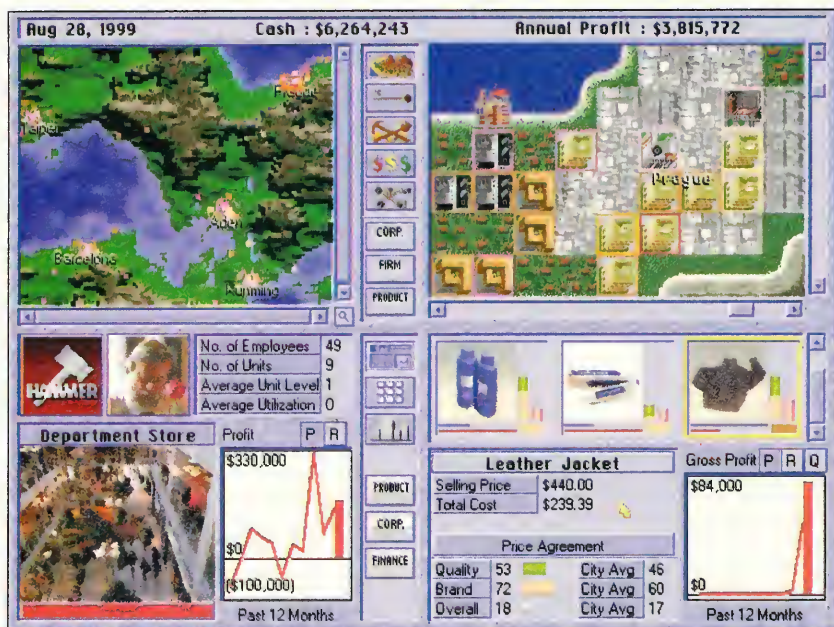 Aug 28, 1999 Cash : $6,264,243 Annual Profit : $3,815,772
Prague
Taipei
Aden
Barcelona
Kunming
Prague
CORP.
FIRM
PRODUCT
HAMMER
No. of Employees 49
No. of Units 9
Average Unit Level 1
Average Utilization 0
Department Store
Profit P R
$330,000
$0
($100,000)
Past 12 Months
PRODUCT
CORP.
FINANCE
Leather Jacket
Selling Price $440.00
Total Cost $239.39
Price Agreement
Quality 53 City Avg 46
Brand 72 City Avg 60
Overall 18 City Avg 17
Gross Profit P R Q
$84,000
$0
Past 12 Months